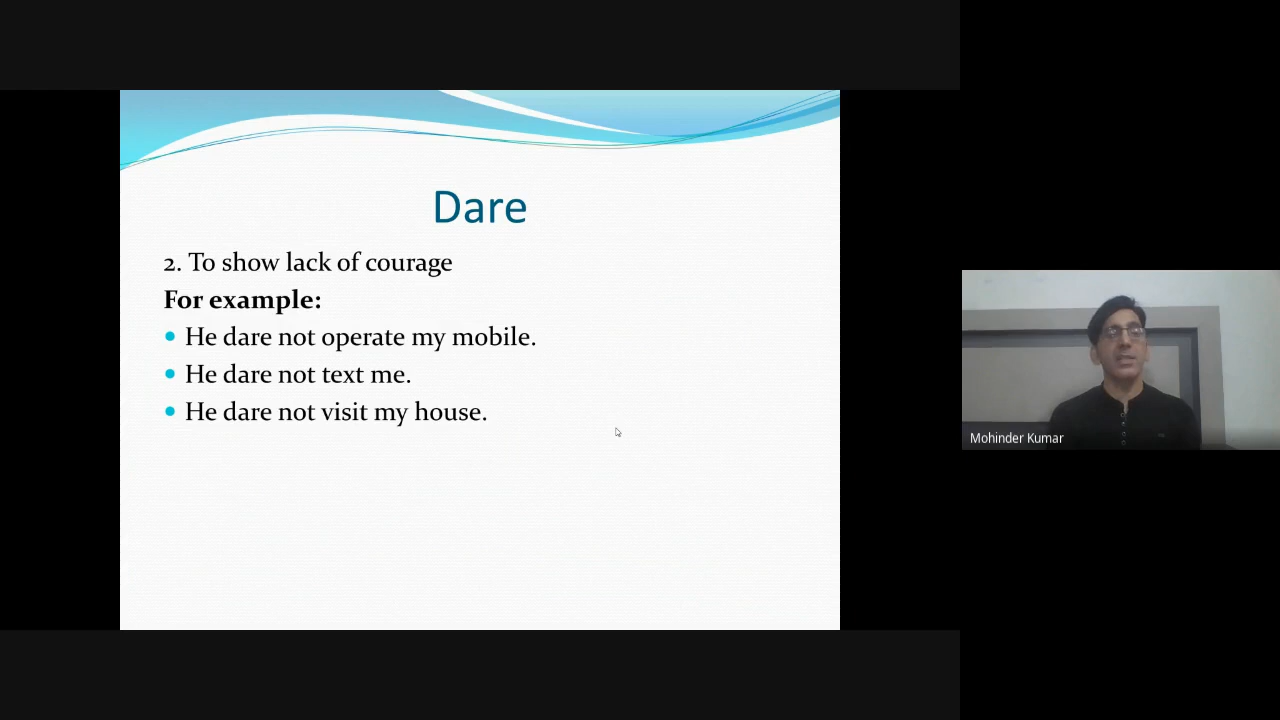 Dare
2. To show lack of courage
For example:
• He dare not operate my mobile.
• He dare not text me.
• He dare not visit my house.
Mohinder Kumar